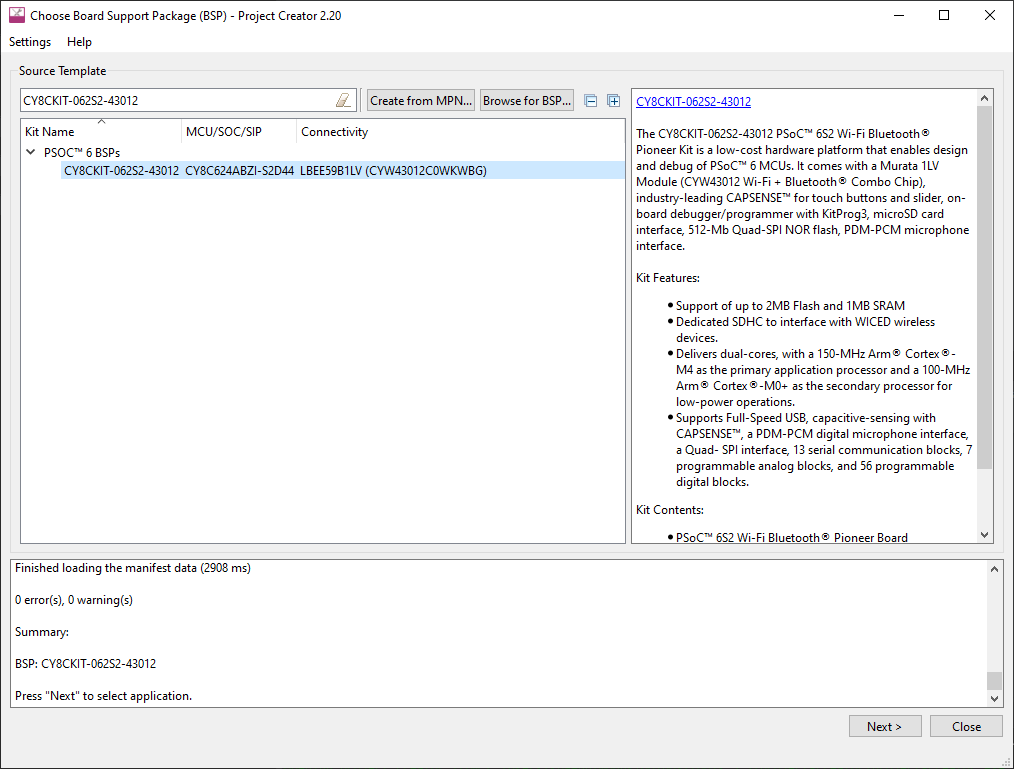 Choose Board Support Package (BSP) - Project Creator 2.20
Settings Help
Source Template
CY8CKIT-062S2-43012
Create from MPN... Browse for BSP...
Kit Name MCU/SOC/SIP Connectivity
PSOC™ 6 BSPs
CY8CKIT-062S2-43012 CY8C624ABZI-S2D44 LBEE59B1LV (CYW43012C0WKWBG)
CY8CKIT-062S2-43012
The CY8CKIT-062S2-43012 PSoC™ 6S2 Wi-Fi Bluetooth®
Pioneer Kit is a low-cost hardware platform that enables design
and debug of PSoC™ 6 MCUs. It comes with a Murata 1LV
Module (CYW43012 Wi-Fi + Bluetooth® Combo Chip),
industry-leading CAPSENSE™ for touch buttons and slider, on-
board debugger/programmer with KitProg3, microSD card
interface, 512-Mb Quad-SPI NOR flash, PDM-PCM microphone
interface.
Kit Features:
• Support of up to 2MB Flash and 1MB SRAM
• Dedicated SDHC to interface with WICED wireless
devices.
• Delivers dual-cores, with a 150-MHz Arm® Cortex®-
M4 as the primary application processor and a 100-MHz
Arm® Cortex®-M0+ as the secondary processor for
low-power operations.
• Supports Full-Speed USB, capacitive-sensing with
CAPSENSE™, a PDM-PCM digital microphone interface,
a Quad- SPI interface, 13 serial communication blocks, 7
programmable analog blocks, and 56 programmable
digital blocks.
Kit Contents:
• PSoC™ 6S2 Wi-Fi Bluetooth® Pioneer Board
Finished loading the manifest data (2908 ms)
0 error(s), 0 warning(s)
Summary:
BSP: CY8CKIT-062S2-43012
Press "Next" to select application.
Next > Close